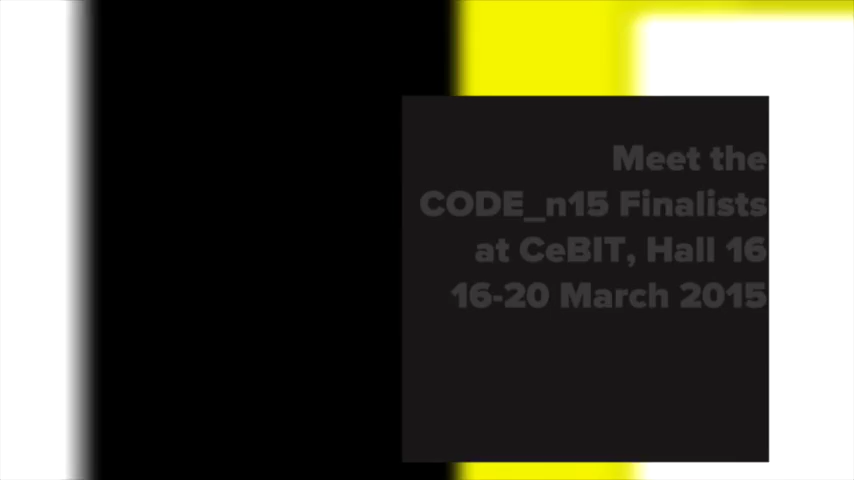 Meet the
CODE_n15 Finalists
at CeBIT, Hall 16
16-20 March 2015